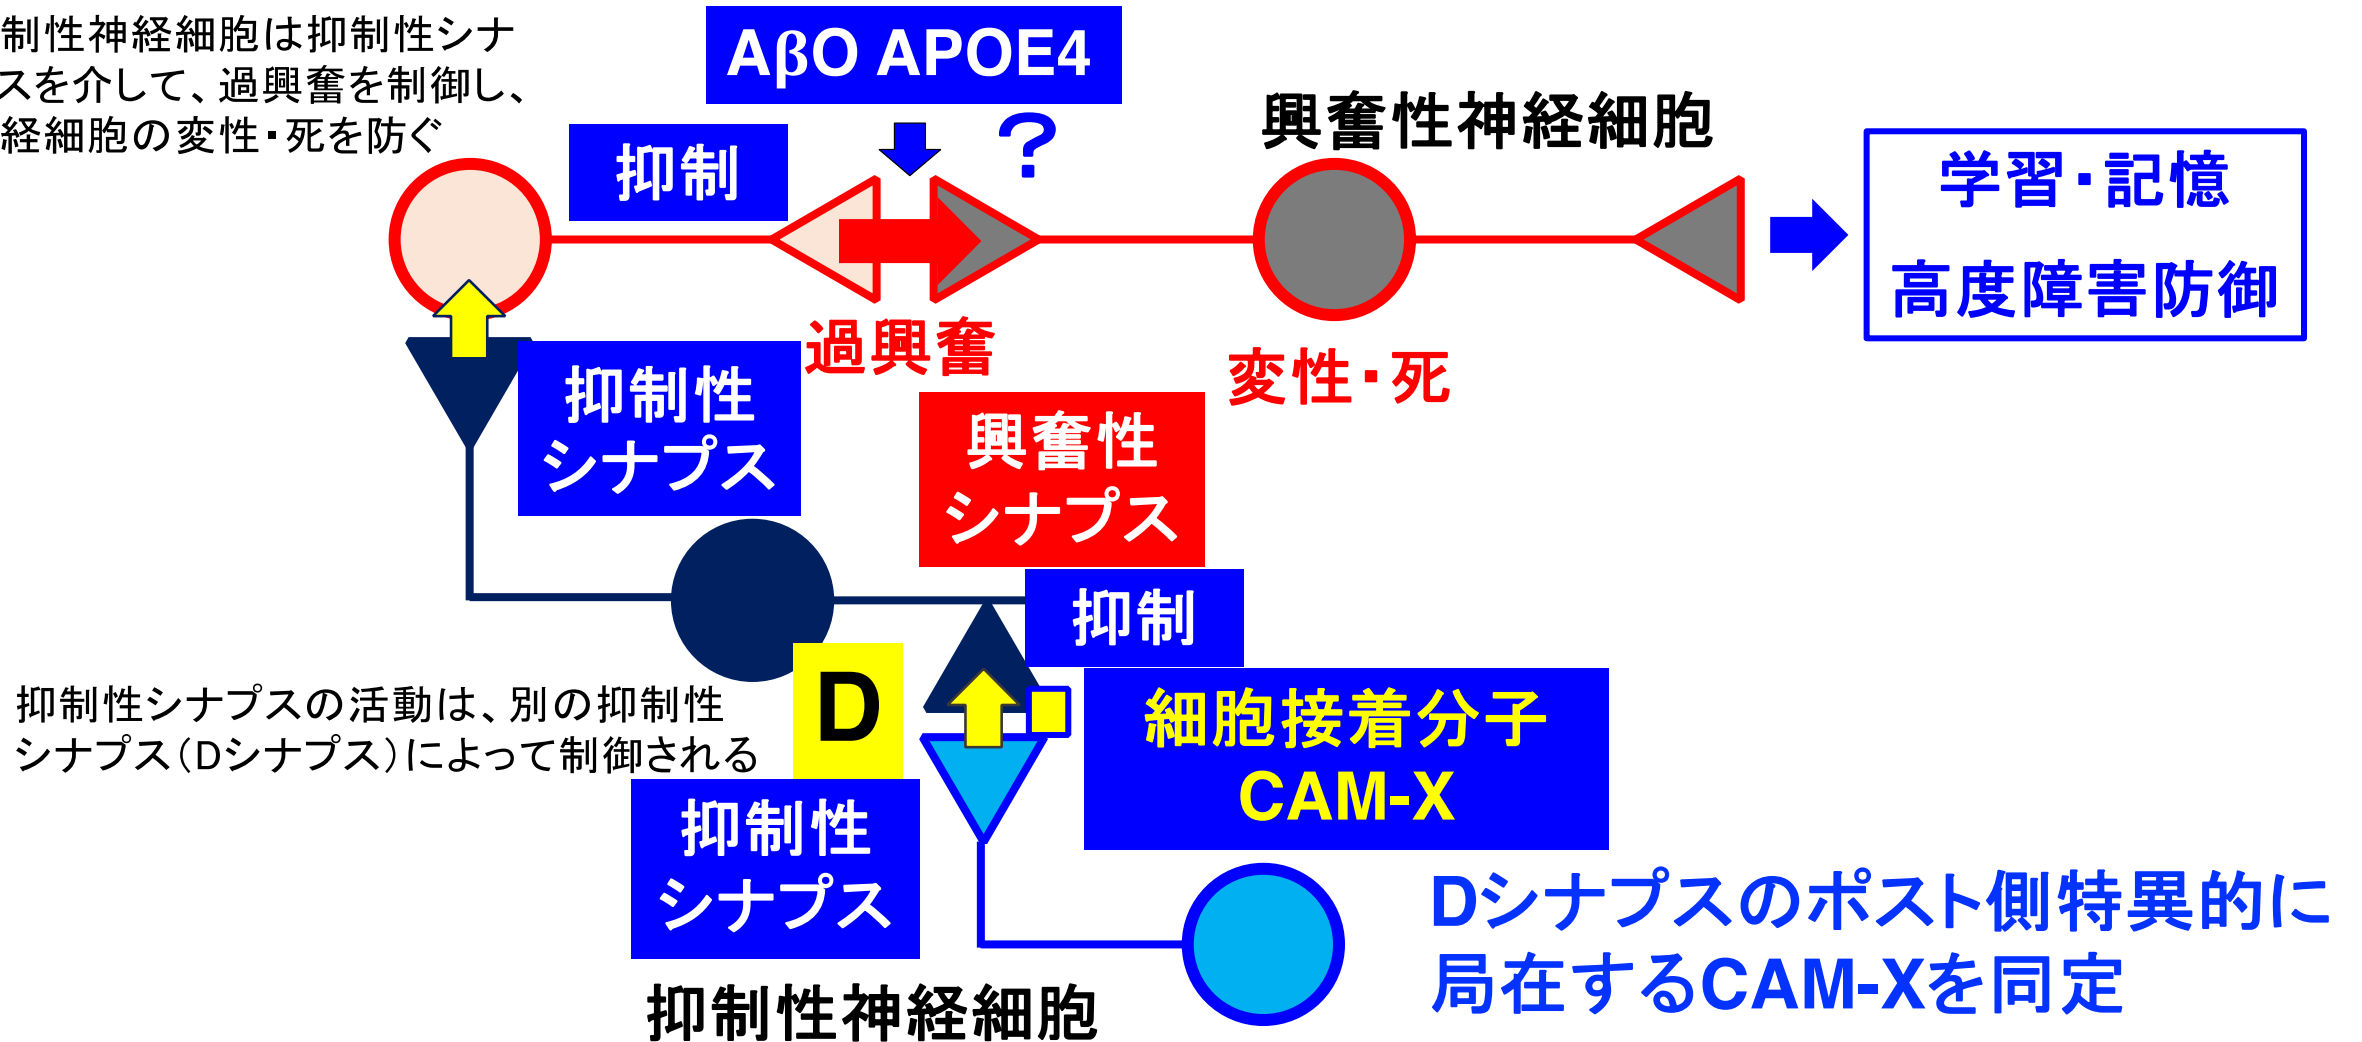 制性神経細胞は抑制性シナ
スを介して、過興奮を制御し、
経細胞の変性・死を防ぐ
AβO APOE4
?
抑制
興奮性神経細胞
学習・記憶
高度障害防御
過興奮
変性・死
抑制性
シナプス
興奮性
シナプス
抑制
D
細胞接着分子
CAM-X
抑制性シナプスの活動は、別の抑制性
シナプス(Dシナプス)によって制御される
抑制性
シナプス
Dシナプスのポスト側特異的に
局在するCAM-Xを同定
抑制性神経細胞